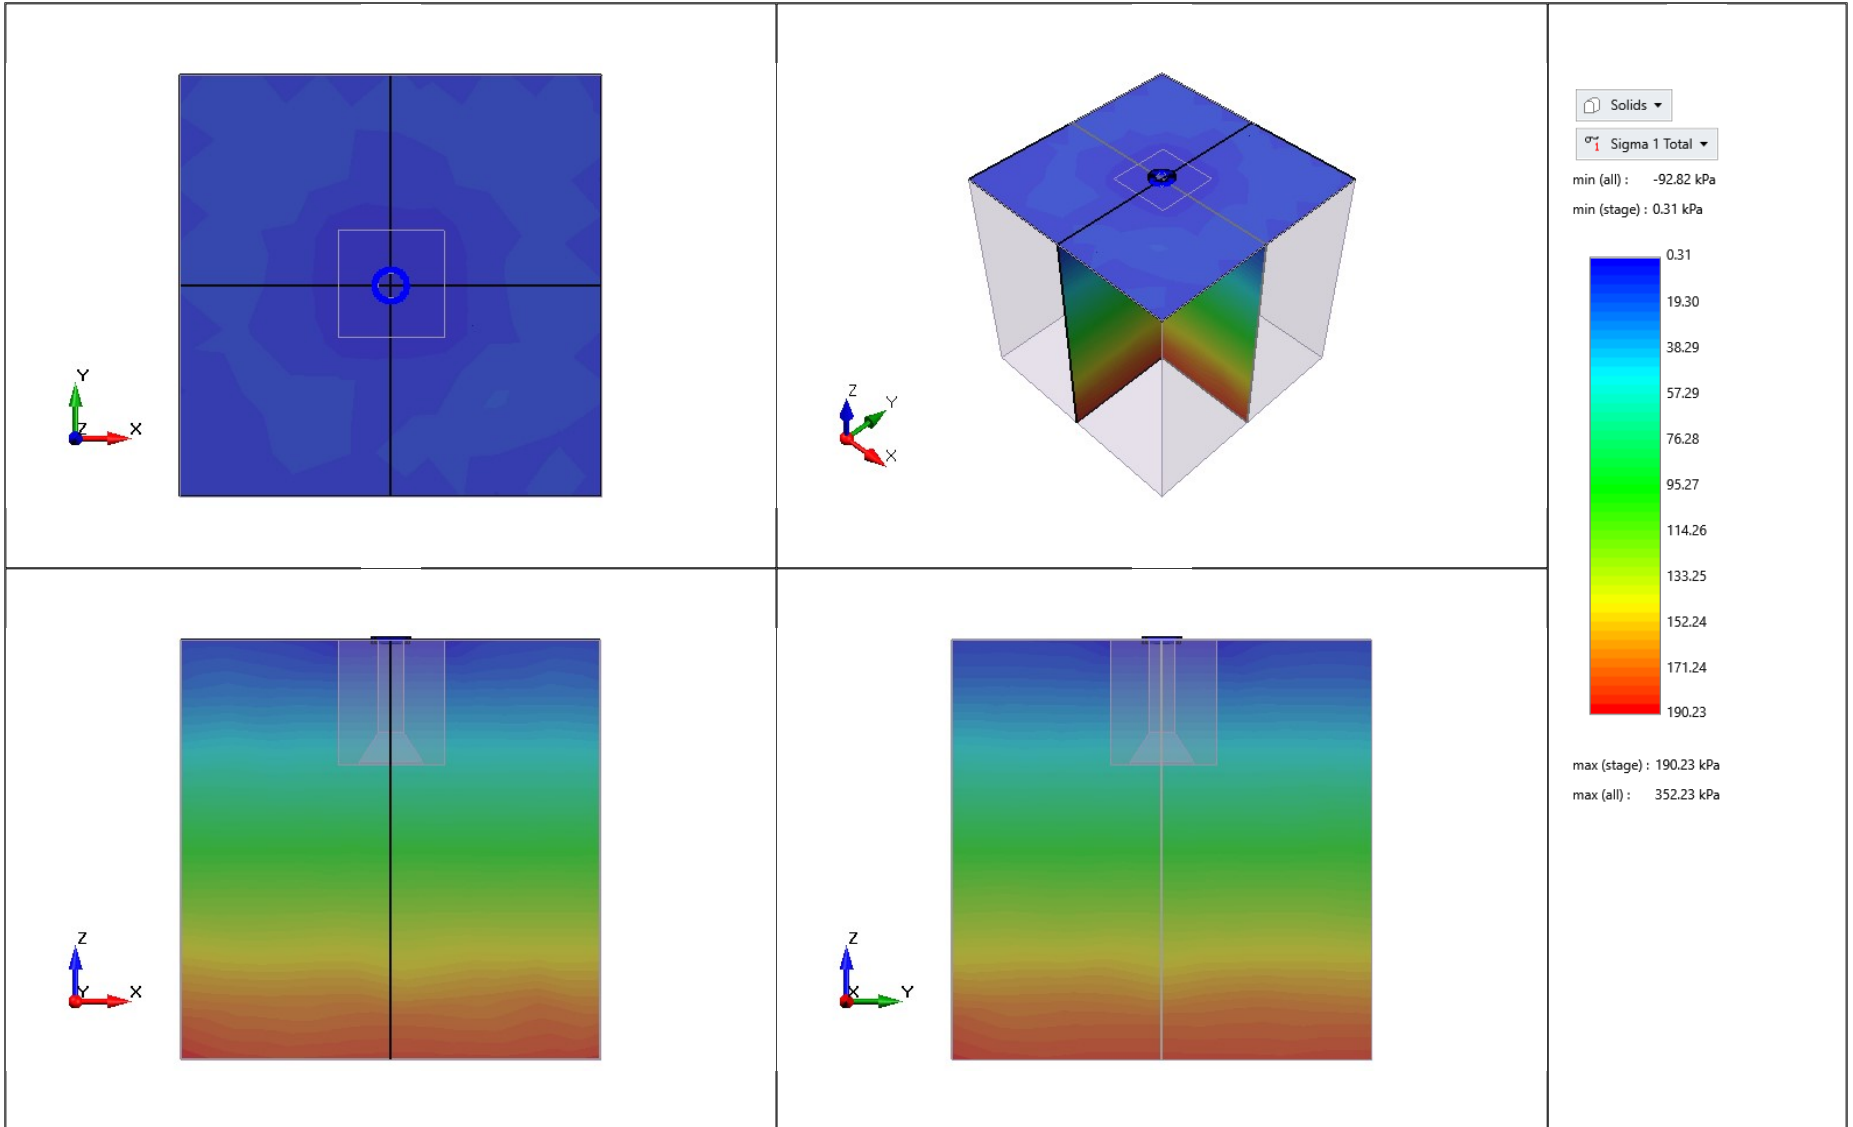 Y
Z
X
Z
Y
X
Z
Y
X
Z
X
Y
Solids
σ1 Sigma 1 Total
min (all) : -92.82 kPa
min (stage) : 0.31 kPa
0.31
19.30
38.29
57.29
76.28
95.27
114.26
133.25
152.24
171.24
190.23
max (stage) : 190.23 kPa
max (all) : 352.23 kPa